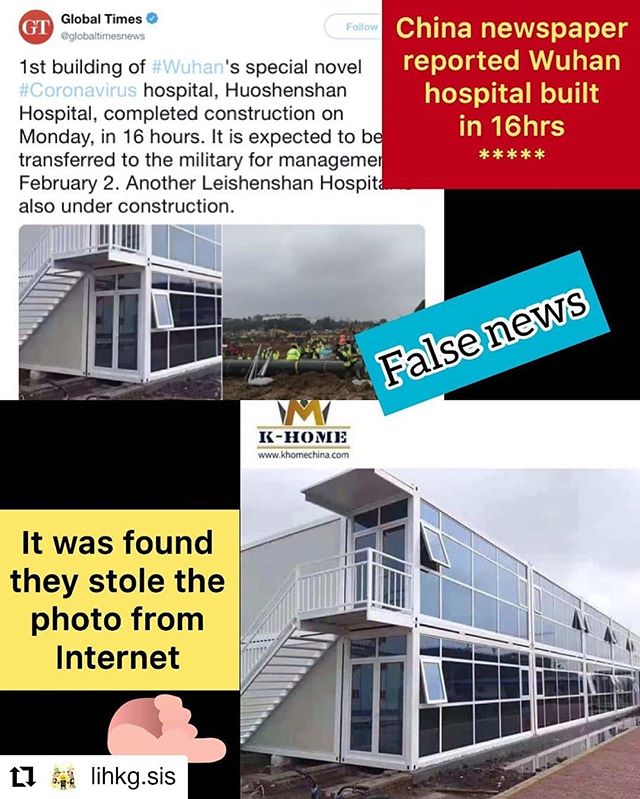 Global Times
@globaltimesnews
Follow
1st building of #Wuhan's special novel
#Coronavirus hospital, Huoshenshan
Hospital, completed construction on
Monday, in 16 hours. It is expected to be
transferred to the military for managemen
February 2. Another Leishenshan Hospita
also under construction.
China newspaper
reported Wuhan
hospital built
in 16hrs
*****
False news
K-HOME
www.khomechina.com
It was found
they stole the
photo from
Internet
lihkg.sis
GT